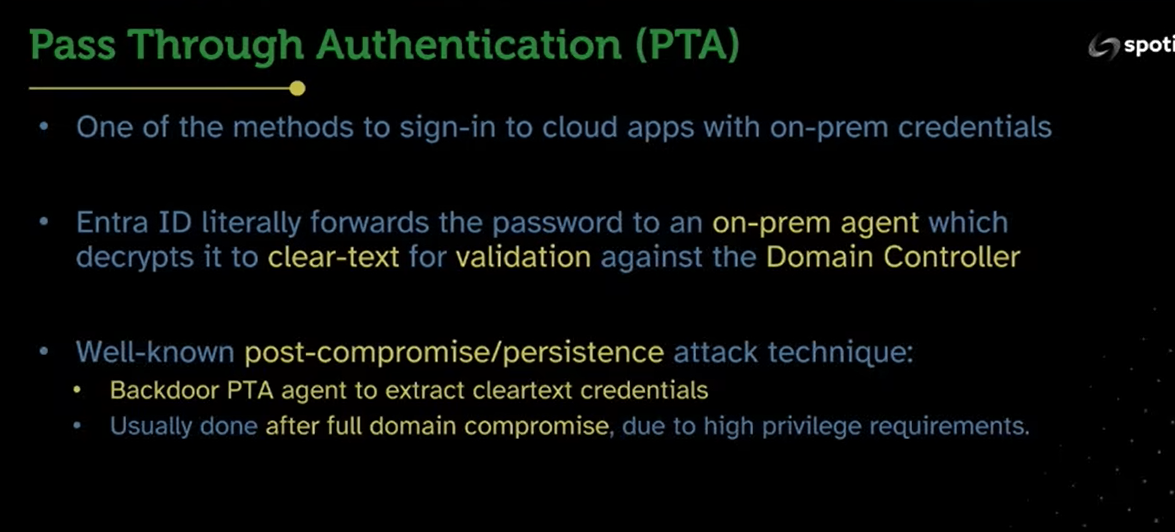 Pass Through Authentication (PTA)
spoti
• One of the methods to sign-in to cloud apps with on-prem credentials
• Entra ID literally forwards the password to an on-prem agent which
decrypts it to clear-text for validation against the Domain Controller
• Well-known post-compromise/persistence attack technique:
• Backdoor PTA agent to extract cleartext credentials
• Usually done after full domain compromise, due to high privilege requirements.